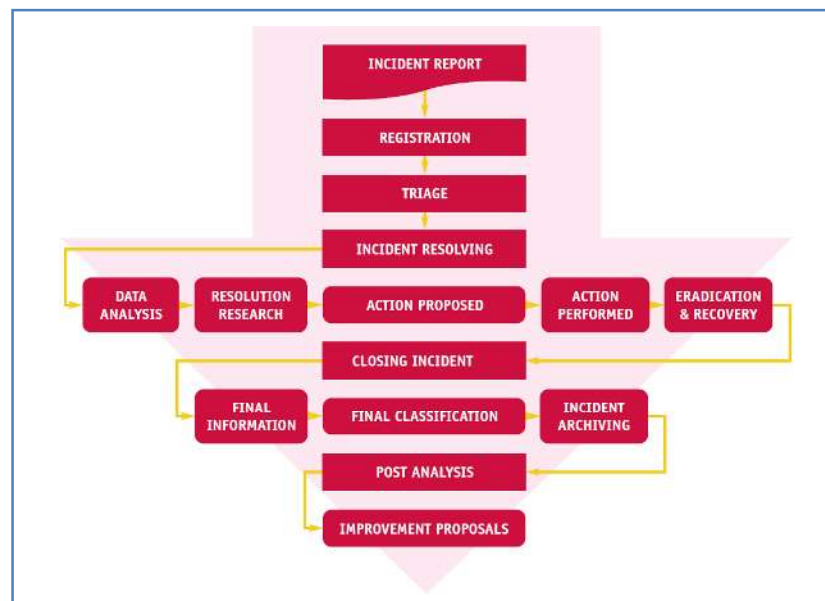 INCIDENT REPORT
REGISTRATION
TRIAGE
INCIDENT RESOLVING
DATA
ANALYSIS
RESOLUTION
RESEARCH
ACTION PROPOSED
ACTION
PERFORMED
ERADICATION
& RECOVERY
CLOSING INCIDENT
FINAL
INFORMATION
FINAL CLASSIFICATION
INCIDENT
ARCHIVING
POST ANALYSIS
IMPROVEMENT PROPOSALS